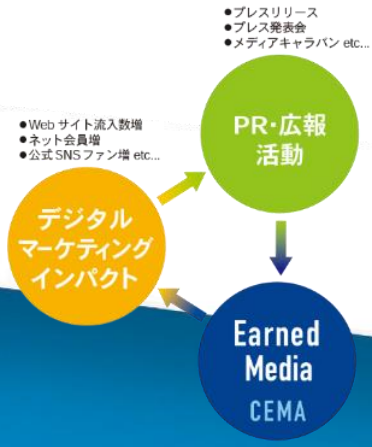 ●プレスリリース
●プレス発表会
●メディアキャラバン etc...
PR・広報
活動
●Web サイト流入数増
●ネット会員増
●公式SNSファン増 etc...
デジタル
マーケティング
インパクト
Earned
Media
CEMA